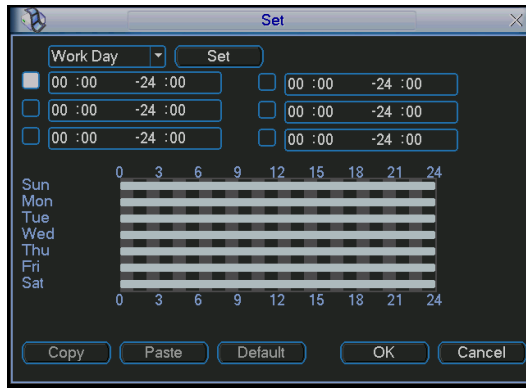 Set
Work Day Set
00 :00 -24 :00 00 :00 -24 :00
00 :00 -24 :00 00 :00 -24 :00
00 :00 -24 :00 00 :00 -24 :00
0 3 6 9 12 15 18 21 24
Sun
Mon
Tue
Wed
Thu
Fri
Sat
0 3 6 9 12 15 18 21 24
Copy Paste Default OK Cancel